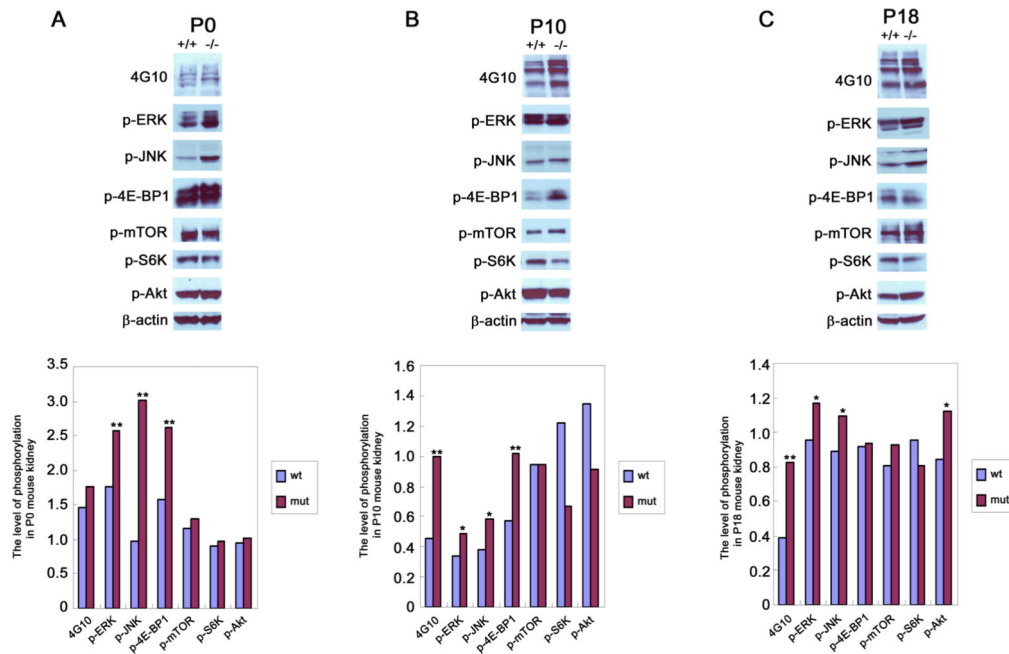 A
P0
+/+ -/-
4G10
p-ERK
p-JNK
p-4E-BP1
p-mTOR
p-S6K
p-Akt
β-actin
The level of phosphorylation
in P0 mouse kidney
3.5
3.0
2.5
2.0
1.5
1.0
0.5
0
**
**
**
wt
mut
4G10
p-ERK
p-JNK
p-4E-BP1
p-mTOR
p-S6K
p-Akt
B
P10
+/+ -/-
4G10
p-ERK
p-JNK
p-4E-BP1
p-mTOR
p-S6K
p-Akt
β-actin
The level of phosphorylation
in P10 mouse kidney
1.6
1.4
1.2
1.0
0.8
0.6
0.4
0.2
0
**
*
*
**
wt
mut
4G10
p-ERK
p-JNK
p-4E-BP1
p-mTOR
p-S6K
p-Akt
C
P18
+/+ -/-
4G10
p-ERK
p-JNK
p-4E-BP1
p-mTOR
p-S6K
p-Akt
β-actin
The level of phosphorylation
in P18 mouse kidney
1.4
1.2
1.0
0.8
0.6
0.4
0.2
0
**
*
*
*
wt
mut
4G10
p-ERK
p-JNK
p-4E-BP1
p-mTOR
p-S6K
p-Akt